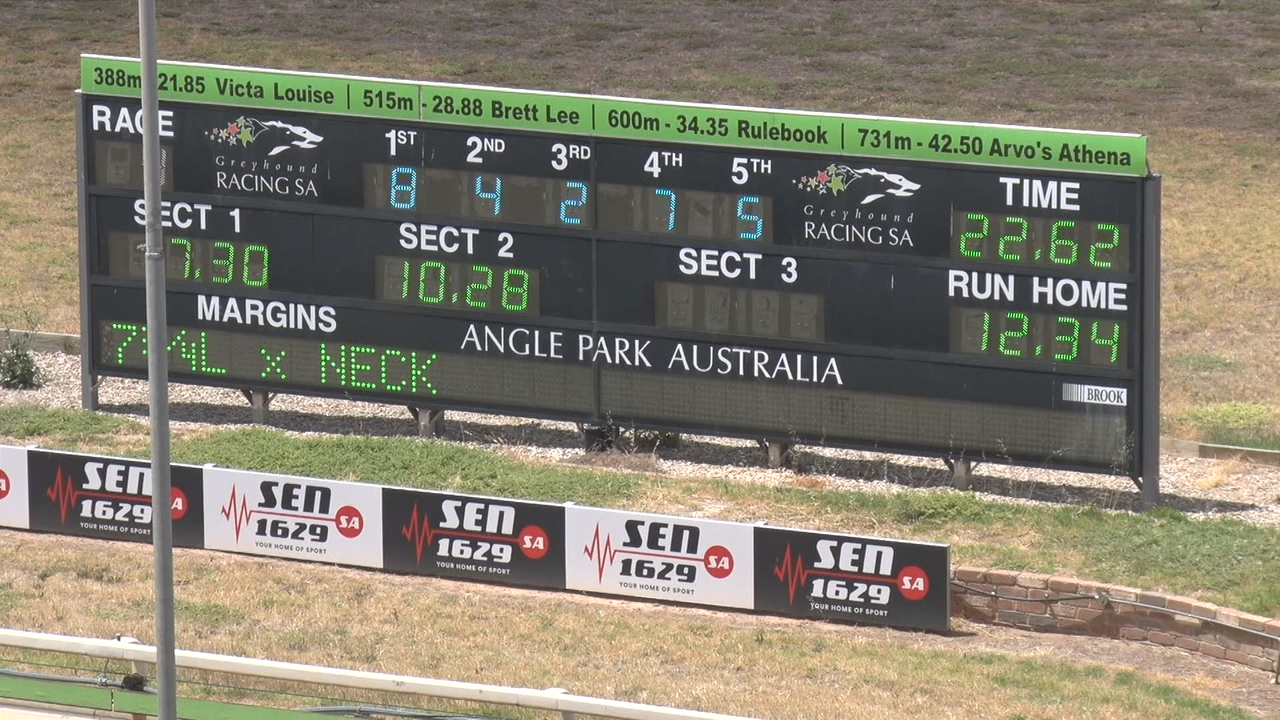 388m - 21.85 Victa Louise | 515m - 28.88 Brett Lee | 600m - 34.35 Rulebook | 731m - 42.50 Arvo's Athena
RACE
Greyhound
RACING SA
1ST 2ND 3RD 4TH 5TH
8 4 2 7 5
Greyhound
RACING SA
TIME
22.62
SECT 1
7.30
SECT 2
10.28
SECT 3
RUN HOME
12.34
MARGINS
ANGLE PARK AUSTRALIA
x NECK
BROOK
SEN
1629 SA
YOUR HOME OF SPORT
SEN
1629 SA
YOUR HOME OF SPORT
SEN
1629 SA
YOUR HOME OF SPORT
SEN
1629 SA
YOUR HOME OF SPORT
SEN
1629 SA
YOUR HOME OF SPORT